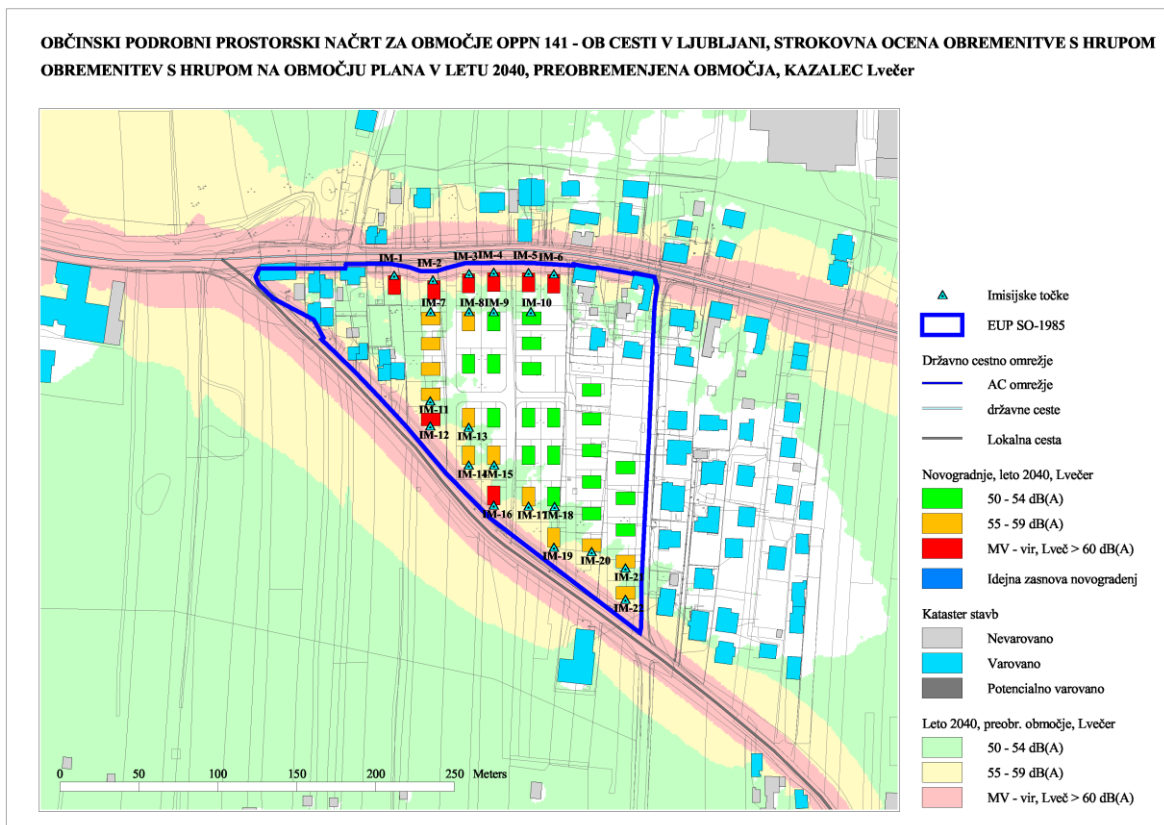 OBČINSKI PODROBNI PROSTORSKI NAČRT ZA OBMOČJE OPPN 141 - OB CESTI V LJUBLJANI, STROKOVNA OCENA OBREMENITVE S HRUPOM
OBREMENITEV S HRUPOM NA OBMOČJU PLANA V LETU 2040, PREOBREMENJENA OBMOČJA, KAZALEC Lvečer
IM-1
IM-2
IM-3
IM-4
IM-5
IM-6
IM-7
IM-8
IM-9
IM-10
IM-11
IM-12
IM-13
IM-14
IM-15
IM-16
IM-17
IM-18
IM-19
IM-20
IM-21
IM-22
0 50 100 150 200 250 Meters
Imisijske točke
EUP SO-1985
Državno cestno omrežje
AC omrežje
državne ceste
Lokalna cesta
Novogradnje, leto 2040, Lvečer
50 - 54 dB(A)
55 - 59 dB(A)
MV - vir, Lveč > 60 dB(A)
Idejna zasnova novogradenj
Kataster stavb
Nevarovano
Varovano
Potencialno varovano
Leto 2040, preobr. območje, Lvečer
50 - 54 dB(A)
55 - 59 dB(A)
MV - vir, Lveč > 60 dB(A)